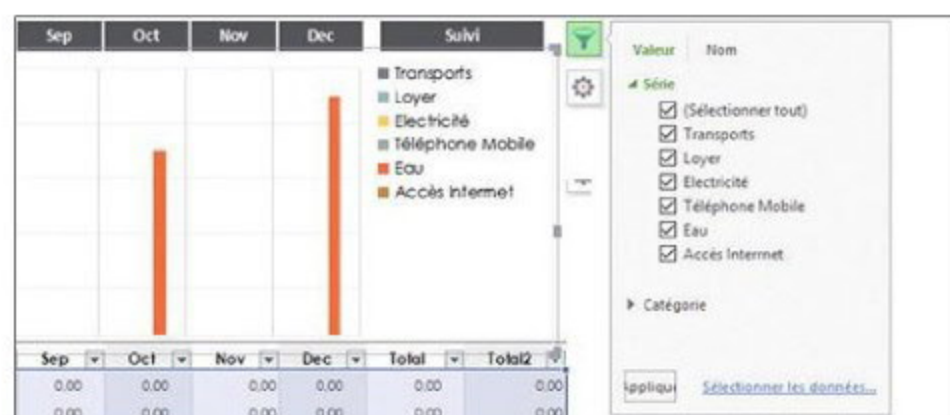 Sep Oct Nov Dec Suivi
Transports
Loyer
Electricité
Téléphone Mobile
Eau
Accès Intermet
Valeur Nom
Série
(Sélectionner tout)
Transports
Loyer
Electricité
Téléphone Mobile
Eau
Accès Interrnet
Catégorie
Appliqu Sélectionner les données...
Sep Oct Nov Dec Total Total2
0.00 0.00 0.00 0.00 0.00 0.00
0.00 0.00 0.00 0.00 0.00 0.00